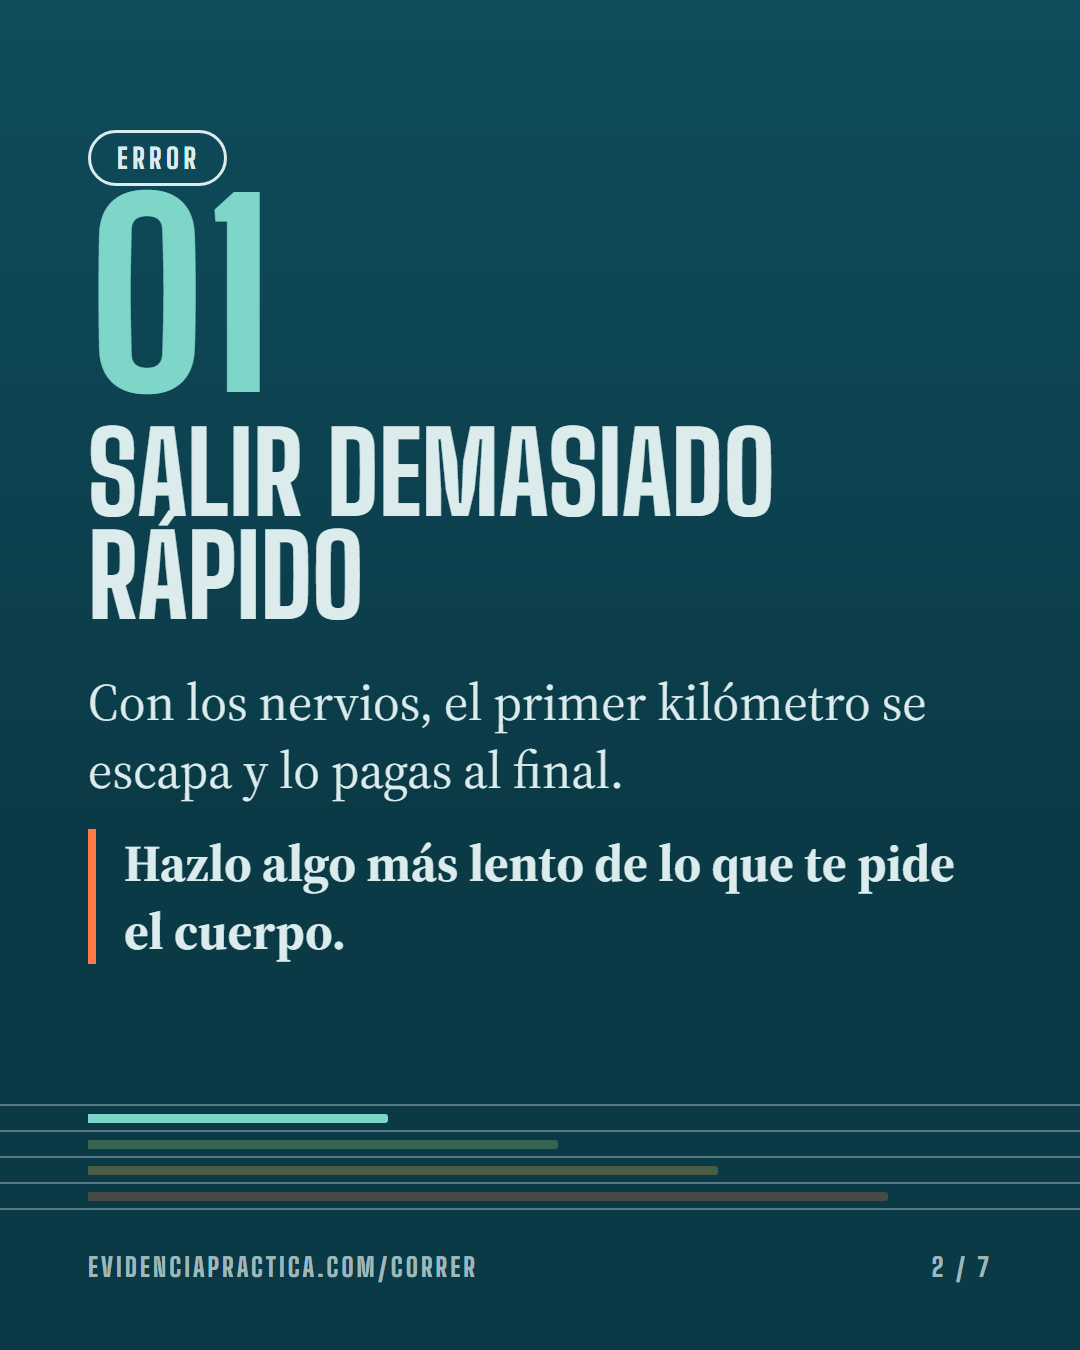 ERROR
01
SALIR DEMASIADO
RÁPIDO
Con los nervios, el primer kilómetro se
escapa y lo pagas al final.
Hazlo algo más lento de lo que te pide
el cuerpo.
EVIDENCIAPRACTICA.COM/CORRER
2 / 7